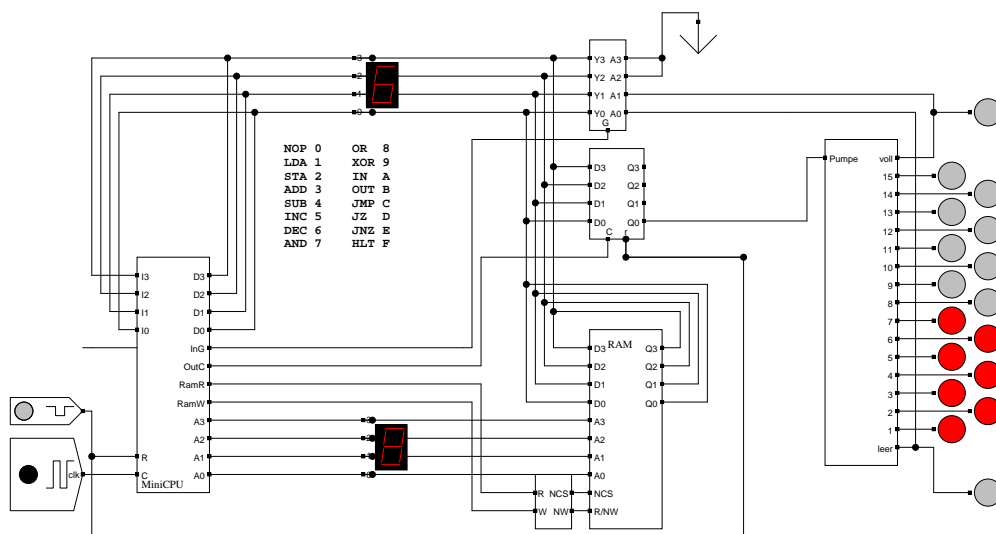 3
2
1
0
Y3 A3
Y2 A2
Y1 A1
Y0 A0
G
NOP 0 OR 8
LDA 1 XOR 9
STA 2 IN A
ADD 3 OUT B
SUB 4 JMP C
INC 5 JZ D
DEC 6 JNZ E
AND 7 HLT F
D3 Q3
D2 Q2
D1 Q1
D0 Q0
C r
Pumpe voll
15
14
13
12
11
10
9
8
7
6
5
4
3
2
1
leer
I3 D3
I2 D2
I1 D1
I0 D0
InG
OutC
RamR
RamW
A3
A2
R A1
C A0
MiniCPU
clk
3
2
1
0
RAM
D3 Q3
D2 Q2
D1 Q1
D0 Q0
A3
A2
A1
A0
NCS
R/NW
R NCS
W NW